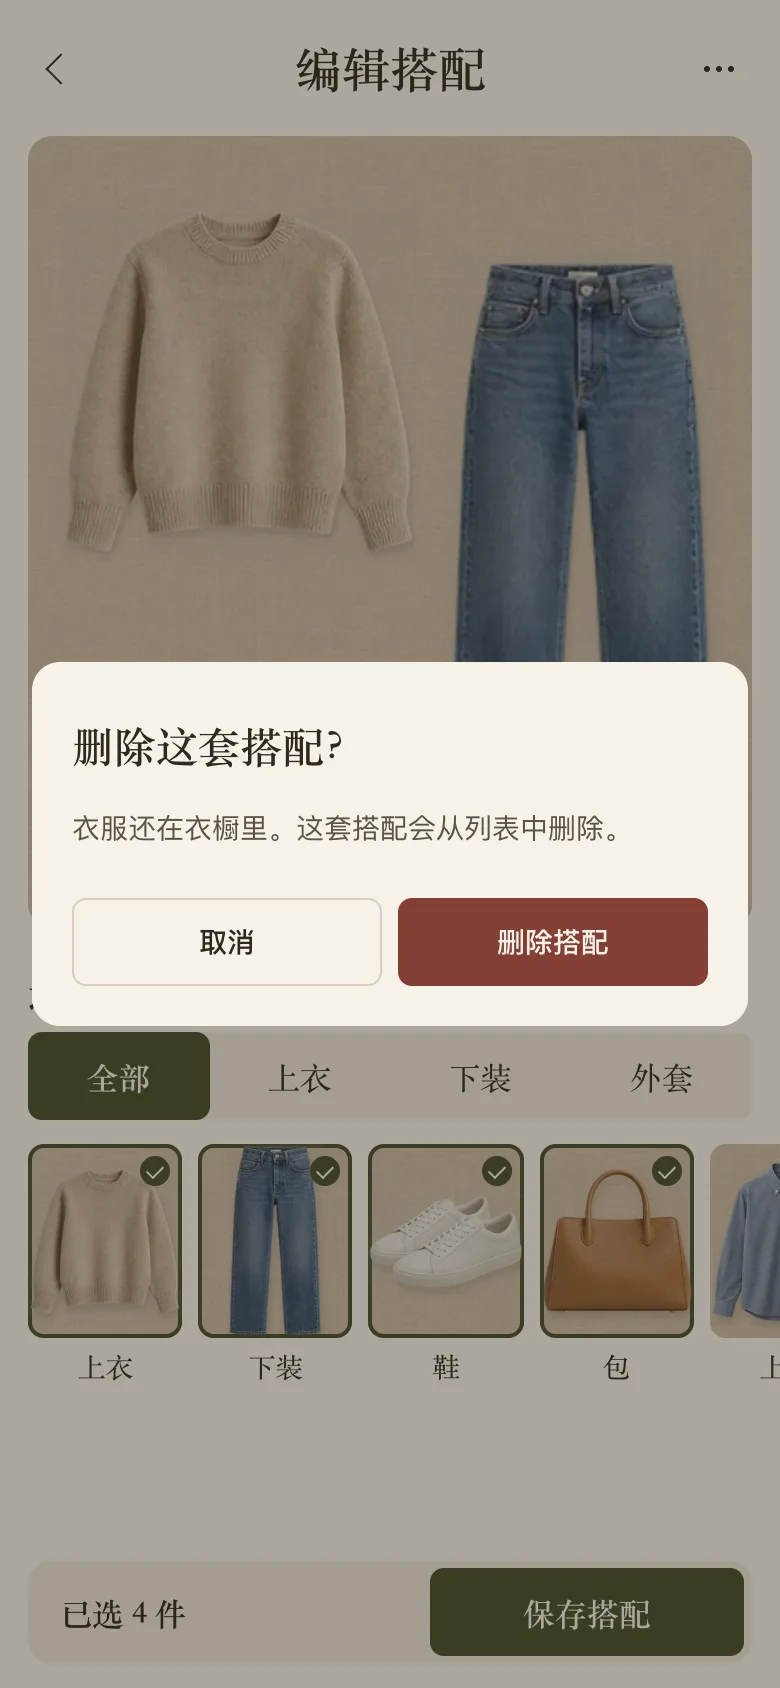 编辑搭配
删除这套搭配?
衣服还在衣橱里。这套搭配会从列表中删除。
取消
删除搭配
全部
上衣
下装
外套
上衣
下装
鞋
包
上
已选 4 件
保存搭配